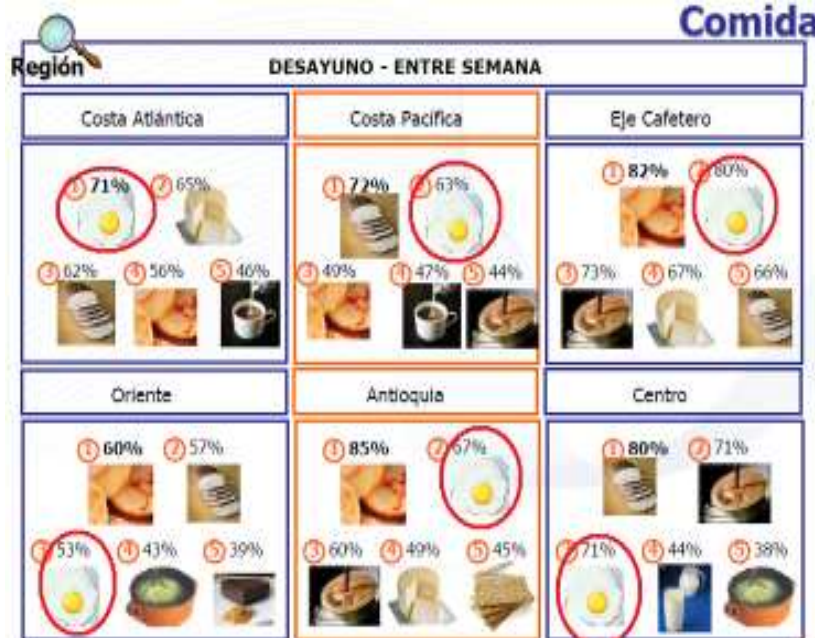 Comida
Región
DESAYUNO - ENTRE SEMANA
Costa Atlántica
Costa Pacífica
Eje Cafetero
① 71% ② 65%
① 72% ② 63%
① 82% ② 80%
③ 62% ④ 56% ⑤ 46%
③ 49% ④ 47% ⑤ 44%
③ 73% ④ 67% ⑤ 66%
Oriente
Antioquia
Centro
① 60% ② 57%
① 85% ② 67%
① 80% ② 71%
③ 53% ④ 43% ⑤ 39%
③ 60% ④ 49% ⑤ 45%
③ 71% ④ 44% ⑤ 38%